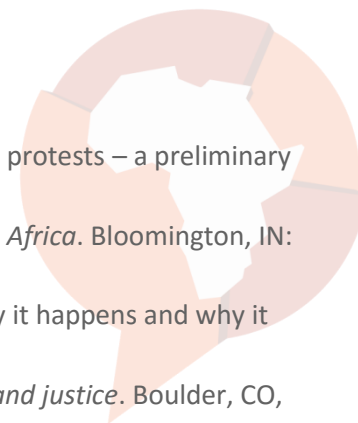 protests – a preliminary
Africa. Bloomington, IN:
it happens and why it
and justice. Boulder, CO,